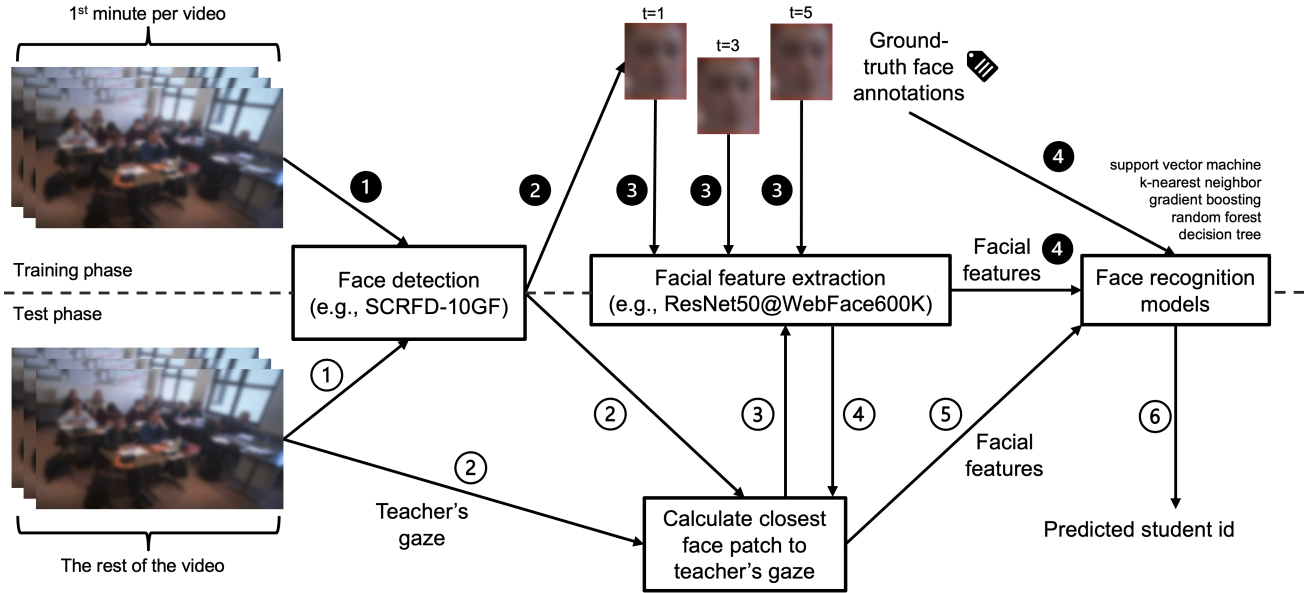 1st minute per video
t=1
t=3
t=5
Ground-
truth face
annotations
1
2
3
3
3
4
support vector machine
k-nearest neighbor
gradient boosting
random forest
decision tree
Training phase
Test phase
Face detection
(e.g., SCRFD-10GF)
Facial feature extraction
(e.g., ResNet50@WebFace600K)
Facial
features
4
Face recognition
models
1
2
2
3
4
5
6
Teacher's
gaze
Facial
features
Calculate closest
face patch to
teacher's gaze
Predicted student id
The rest of the video